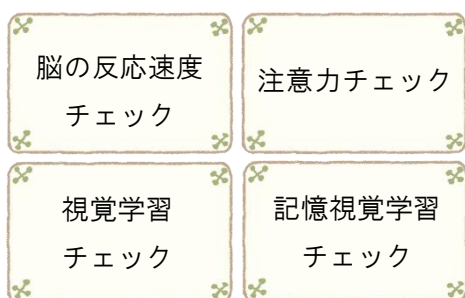 脳の反応速度
チェック
注意力チェック
視覚学習
チェック
記憶視覚学習
チェック